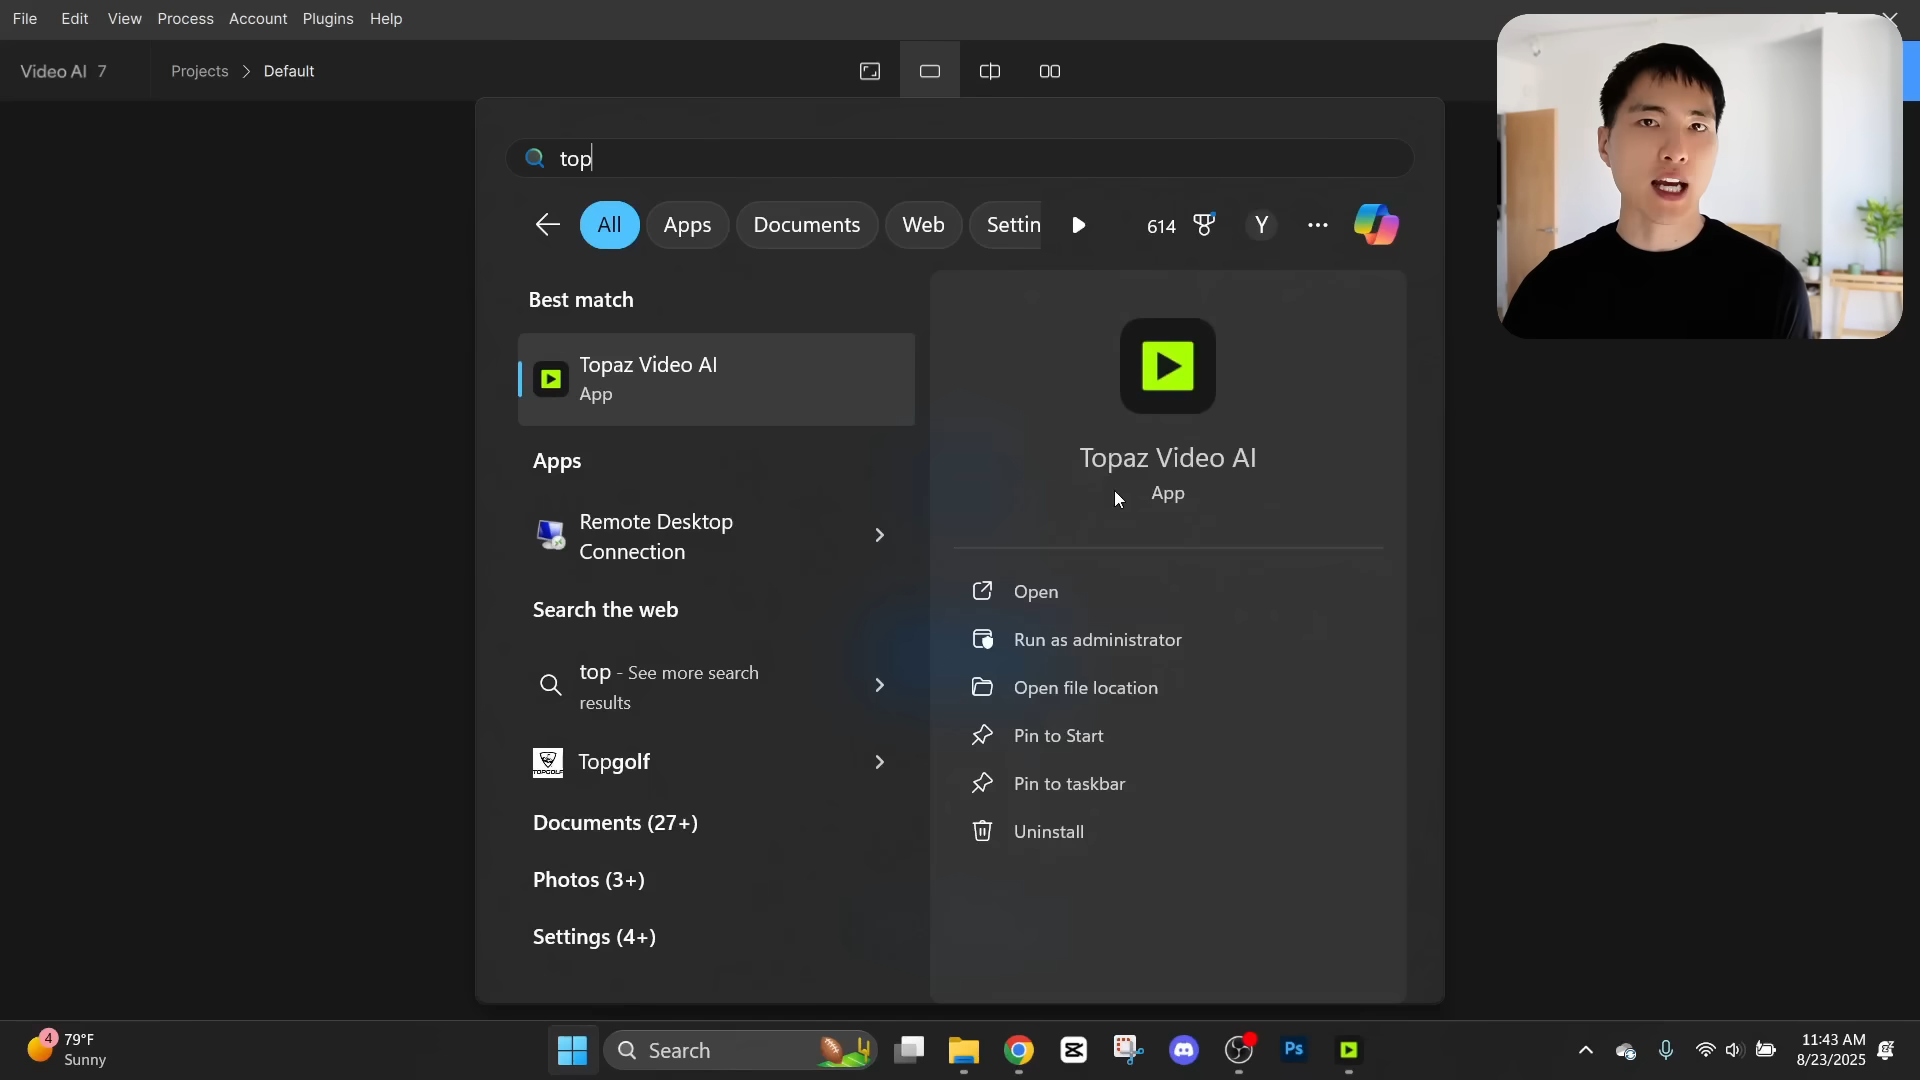 File Edit View Process Account Plugins Help
Video AI 7 Projects Default
top
All Apps Documents Web Settin 614 Y
Best match
Topaz Video AI
App
Apps
Remote Desktop
Connection
Search the web
top - See more search
results
TOPGOLF
Topgolf
Documents (27+)
Photos (3+)
Settings (4+)
Topaz Video AI
App
Open
Run as administrator
Open file location
Pin to Start
Pin to taskbar
Uninstall
4 79°F
Sunny
Search
Ps
11:43 AM
8/23/2025